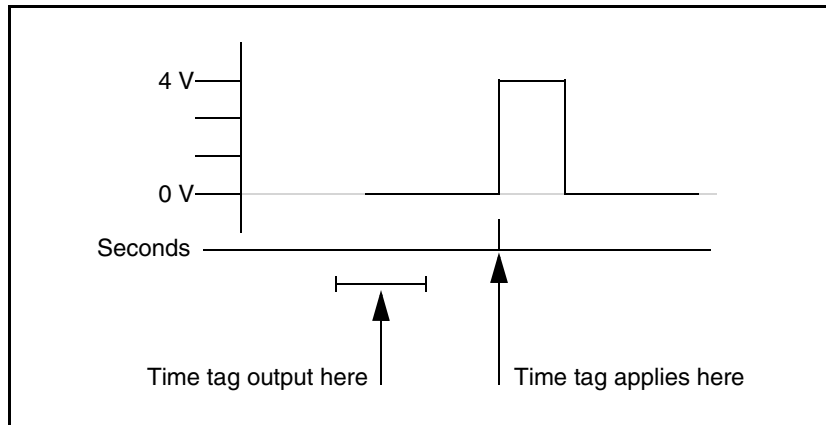 4 V
0 V
Seconds
Time tag output here
Time tag applies here